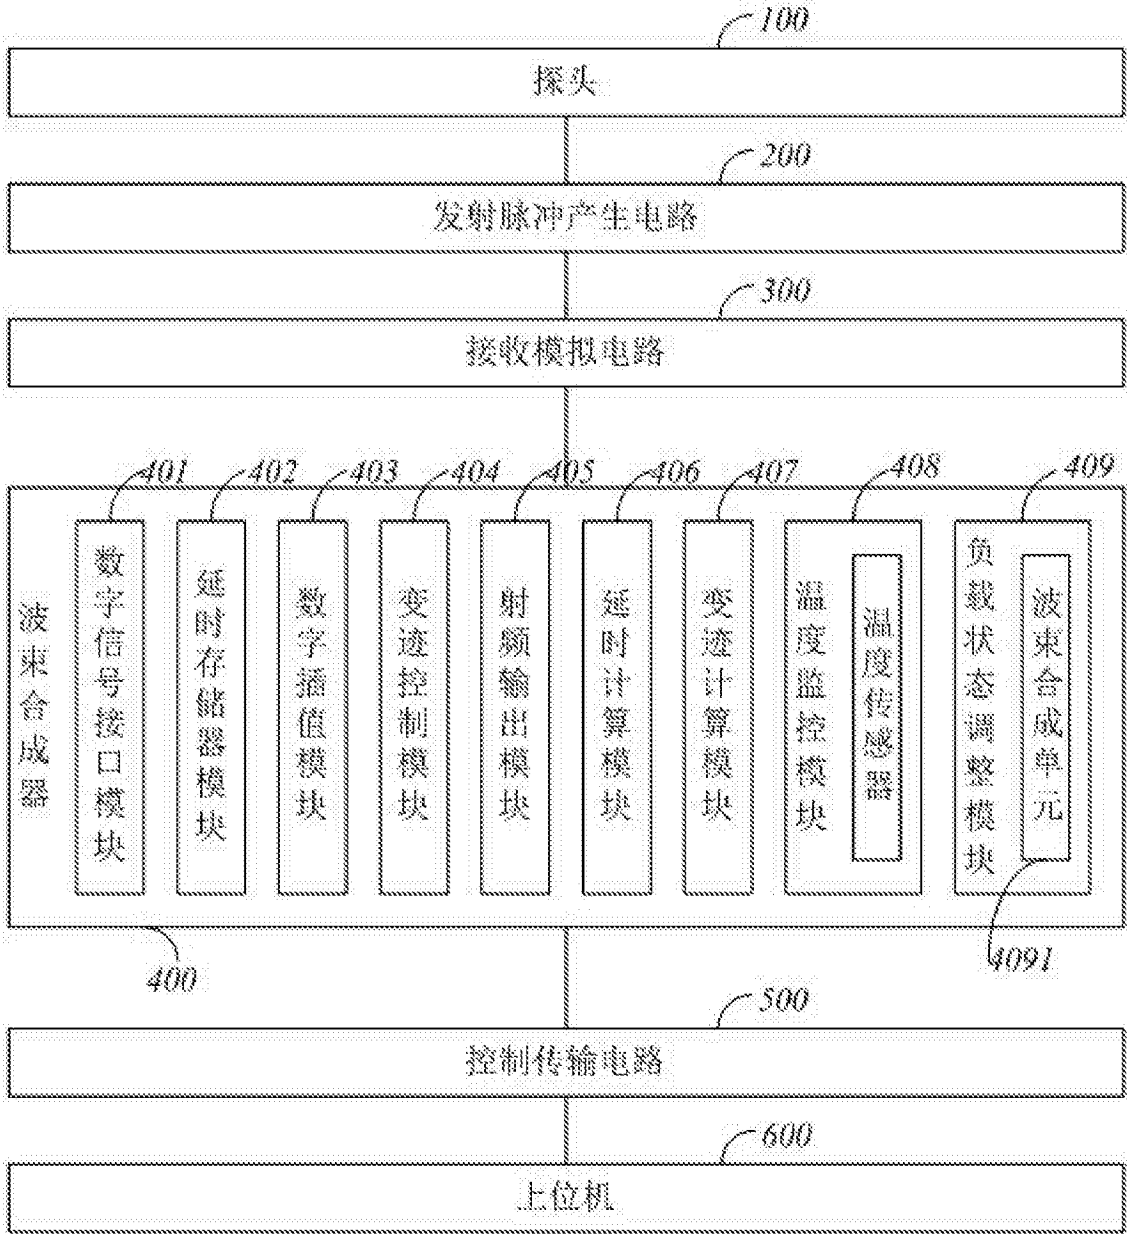 100
探头
200
发射脉冲产生电路
300
接收模拟电路
401
402
403
404
405
406
407
408
409
波束合成器
数字信号接口模块
延时存储器模块
数字插值模块
变迹控制模块
射频输出模块
延时计算模块
变迹计算模块
温度监控模块
温度传感器
负载状态调整模块
波束合成单元
400
4091
500
控制传输电路
600
上位机